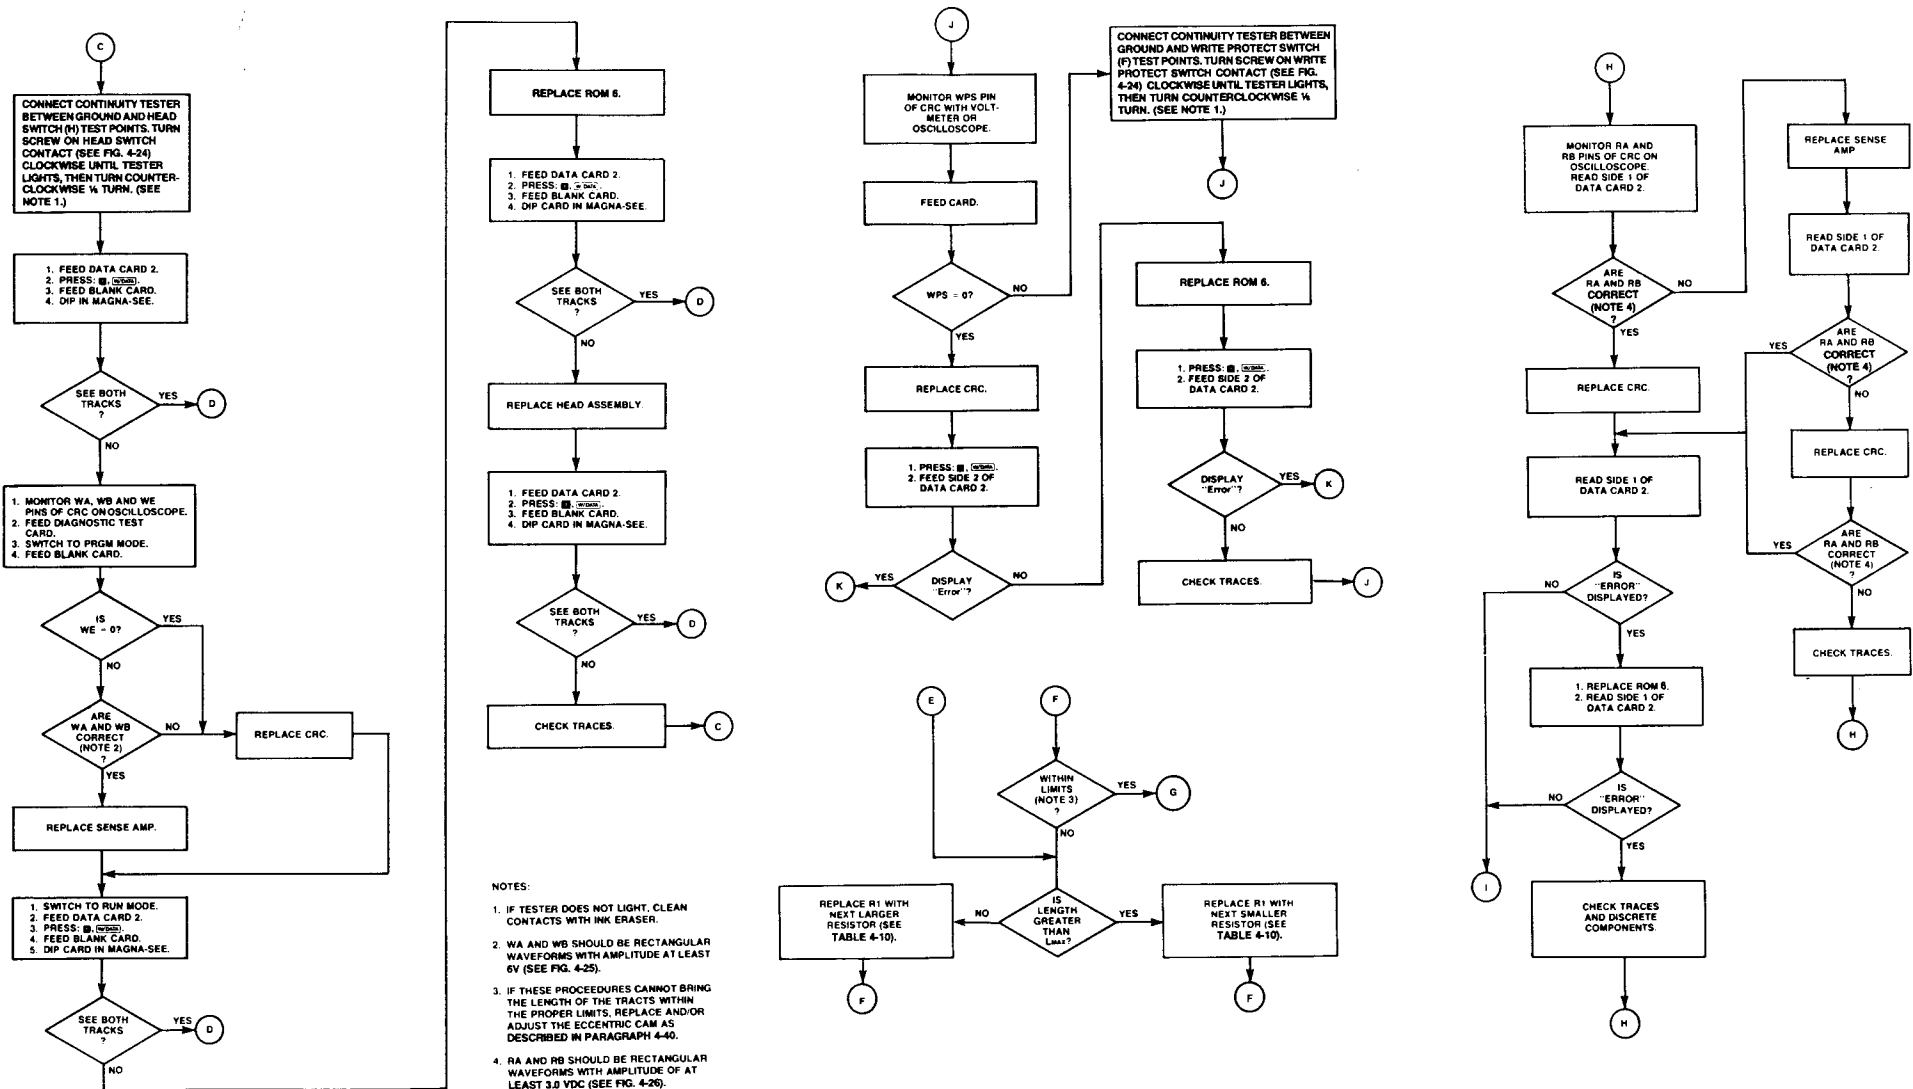 C
CONNECT CONTINUITY TESTER
BETWEEN GROUND AND HEAD
SWITCH (H) TEST POINTS. TURN
SCREW ON HEAD SWITCH
CONTACT (SEE FIG. 4-24)
CLOCKWISE UNTIL TESTER
LIGHTS, THEN TURN COUNTER-
CLOCKWISE TURN. (SEE
NOTE 1.)
1. FEED DATA CARD 2.
2. PRESS: , W/DATA.
3. FEED BLANK CARD.
4. DIP IN MAGNA-SEE.
SEE BOTH
TRACKS
?
YES
D
NO
1. MONITOR WA, WB AND WE
PINS OF CRC ON OSCILLOSCOPE.
2. FEED DIAGNOSTIC TEST
CARD.
3. SWITCH TO PRGM MODE.
4. FEED BLANK CARD.
IS
WE = 0?
YES
NO
ARE
WA AND WB
CORRECT
(NOTE 2)
?
NO
REPLACE CRC.
YES
REPLACE SENSE AMP.
1. SWITCH TO RUN MODE.
2. FEED DATA CARD 2.
3. PRESS: , W/DATA.
4. FEED BLANK CARD.
5. DIP CARD IN MAGNA-SEE.
SEE BOTH
TRACKS
?
YES
D
NO
REPLACE ROM 6.
1. FEED DATA CARD 2.
2. PRESS: , W/DATA.
3. FEED BLANK CARD.
4. DIP CARD IN MAGNA-SEE.
SEE BOTH
TRACKS
?
YES
D
NO
REPLACE HEAD ASSEMBLY.
1. FEED DATA CARD 2.
2. PRESS: , W/DATA.
3. FEED BLANK CARD.
4. DIP CARD IN MAGNA-SEE.
SEE BOTH
TRACKS
?
YES
D
NO
CHECK TRACES.
C
NOTES:
1. IF TESTER DOES NOT LIGHT, CLEAN
CONTACTS WITH INK ERASER.
2. WA AND WB SHOULD BE RECTANGULAR
WAVEFORMS WITH AMPLITUDE AT LEAST
6V (SEE FIG. 4-25).
3. IF THESE PROCEEDURES CANNOT BRING
THE LENGTH OF THE TRACTS WITHIN
THE PROPER LIMITS, REPLACE AND/OR
ADJUST THE ECCENTRIC CAM AS
DESCRIBED IN PARAGRAPH 4-40.
4. RA AND RB SHOULD BE RECTANGULAR
WAVEFORMS WITH AMPLITUDE OF AT
LEAST 3.0 VDC (SEE FIG. 4-26).
J
MONITOR WPS PIN
OF CRC WITH VOLT-
METER OR
OSCILLOSCOPE.
FEED CARD.
WPS = 0?
NO
YES
REPLACE CRC.
1. PRESS: , W/DATA.
2. FEED SIDE 2 OF
DATA CARD 2.
DISPLAY
"Error"?
YES
K
NO
CONNECT CONTINUITY TESTER BETWEEN
GROUND AND WRITE PROTECT SWITCH
(F) TEST POINTS. TURN SCREW ON WRITE
PROTECT SWITCH CONTACT (SEE FIG.
4-24) CLOCKWISE UNTIL TESTER LIGHTS,
THEN TURN COUNTERCLOCKWISE
TURN. (SEE NOTE 1.)
J
REPLACE ROM 6.
1. PRESS: , W/DATA.
2. FEED SIDE 2 OF
DATA CARD 2.
DISPLAY
"Error"?
YES
K
NO
CHECK TRACES.
J
E
F
WITHIN
LIMITS
(NOTE 3)
?
YES
G
NO
IS
LENGTH
GREATER
THAN
LMAX?
NO
YES
REPLACE R1 WITH
NEXT LARGER
RESISTOR (SEE
TABLE 4-10).
F
REPLACE R1 WITH
NEXT SMALLER
RESISTOR (SEE
TABLE 4-10).
F
H
MONITOR RA AND
RB PINS OF CRC ON
OSCILLOSCOPE.
READ SIDE 1 OF
DATA CARD 2.
ARE
RA AND RB
CORRECT
(NOTE 4)
?
NO
YES
REPLACE CRC.
READ SIDE 1 OF
DATA CARD 2.
IS
"ERROR"
DISPLAYED?
NO
YES
1. REPLACE ROM 6.
2. READ SIDE 1 OF
DATA CARD 2.
IS
"ERROR"
DISPLAYED?
NO
YES
I
CHECK TRACES
AND DISCRETE
COMPONENTS.
H
REPLACE SENSE
AMP
READ SIDE 1 OF
DATA CARD 2.
ARE
RA AND RB
CORRECT
(NOTE 4)
?
YES
NO
REPLACE CRC.
ARE
RA AND RB
CORRECT
(NOTE 4)
?
YES
NO
CHECK TRACES.
H